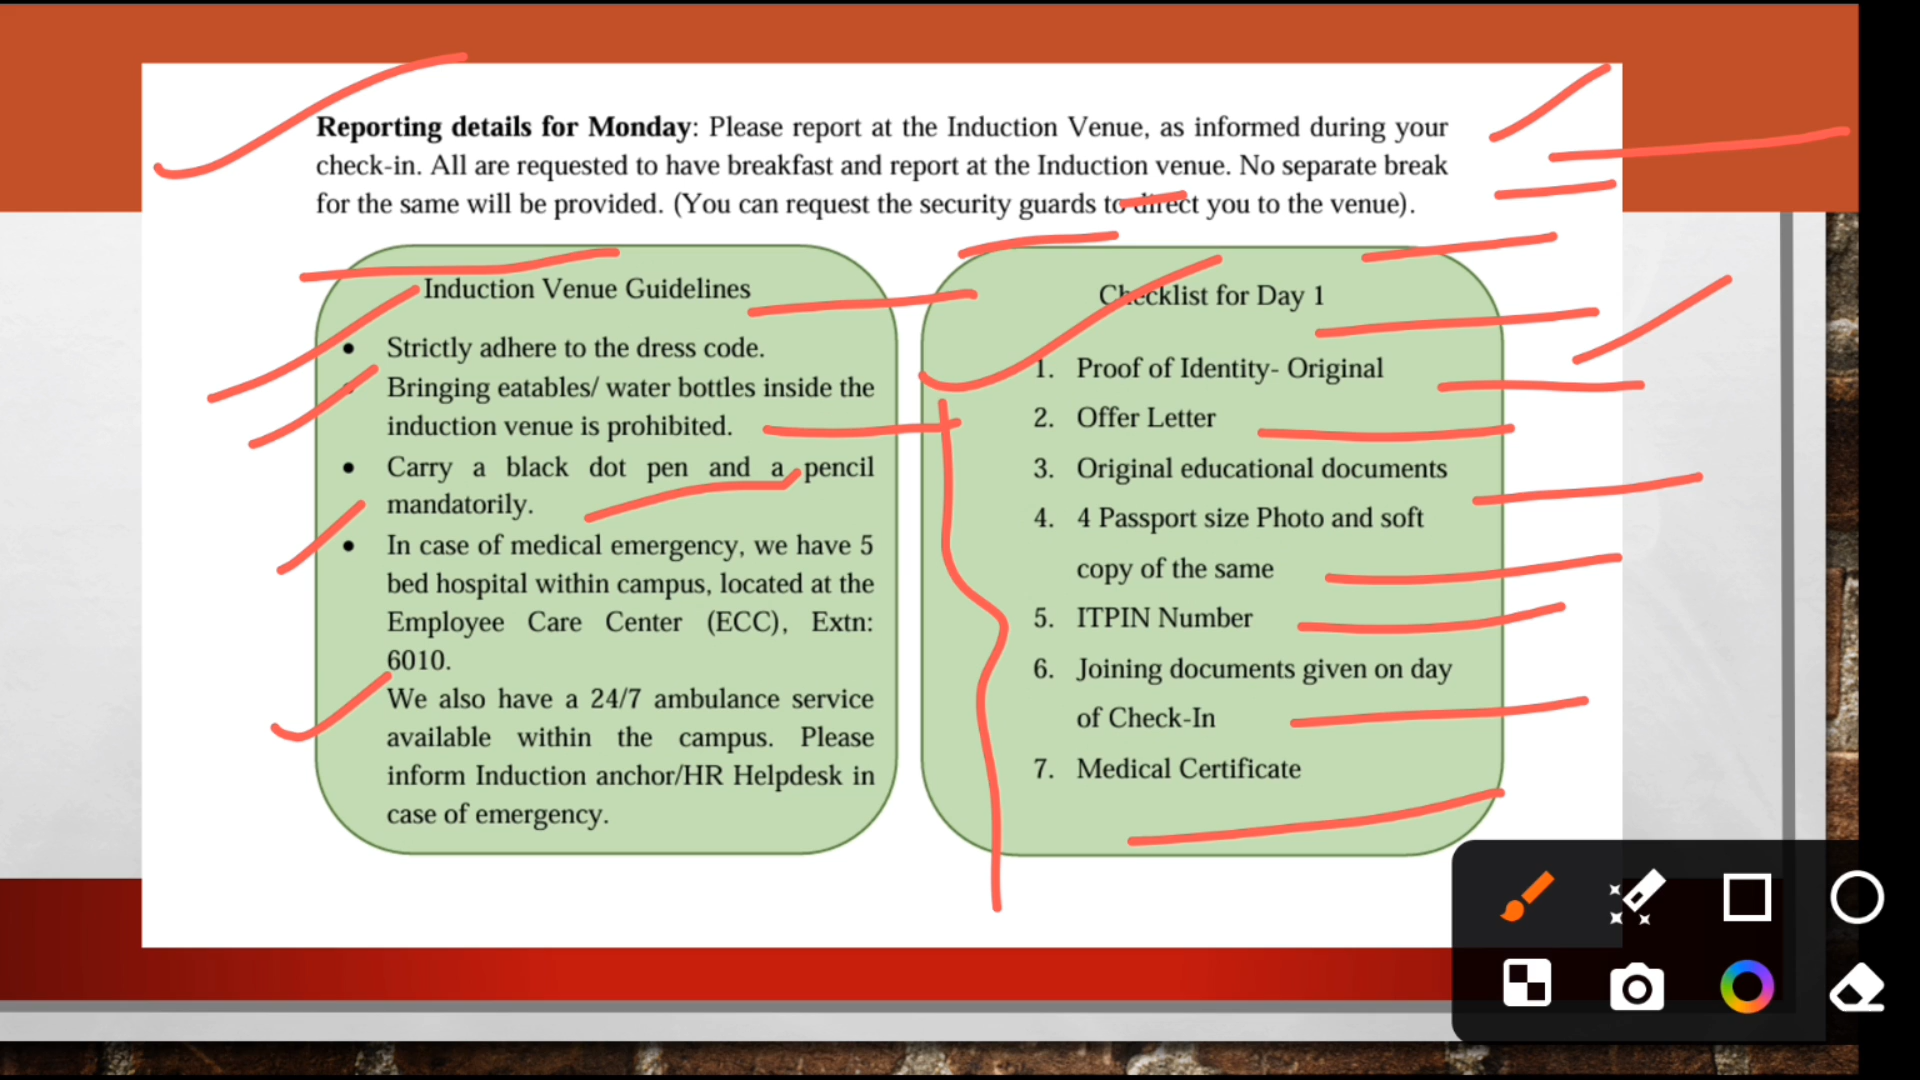 Reporting details for Monday: Please report at the Induction Venue, as informed during your
check-in. All are requested to have breakfast and report at the Induction venue. No separate break
for the same will be provided. (You can request the security guards to direct you to the venue).
Induction Venue Guidelines
• Strictly adhere to the dress code.
• Bringing eatables/ water bottles inside the
induction venue is prohibited.
• Carry a black dot pen and a pencil
mandatorily.
• In case of medical emergency, we have 5
bed hospital within campus, located at the
Employee Care Center (ECC), Extn:
6010.
We also have a 24/7 ambulance service
available within the campus. Please
inform Induction anchor/HR Helpdesk in
case of emergency.
Checklist for Day 1
1. Proof of Identity- Original
2. Offer Letter
3. Original educational documents
4. 4 Passport size Photo and soft
copy of the same
5. ITPIN Number
6. Joining documents given on day
of Check-In
7. Medical Certificate